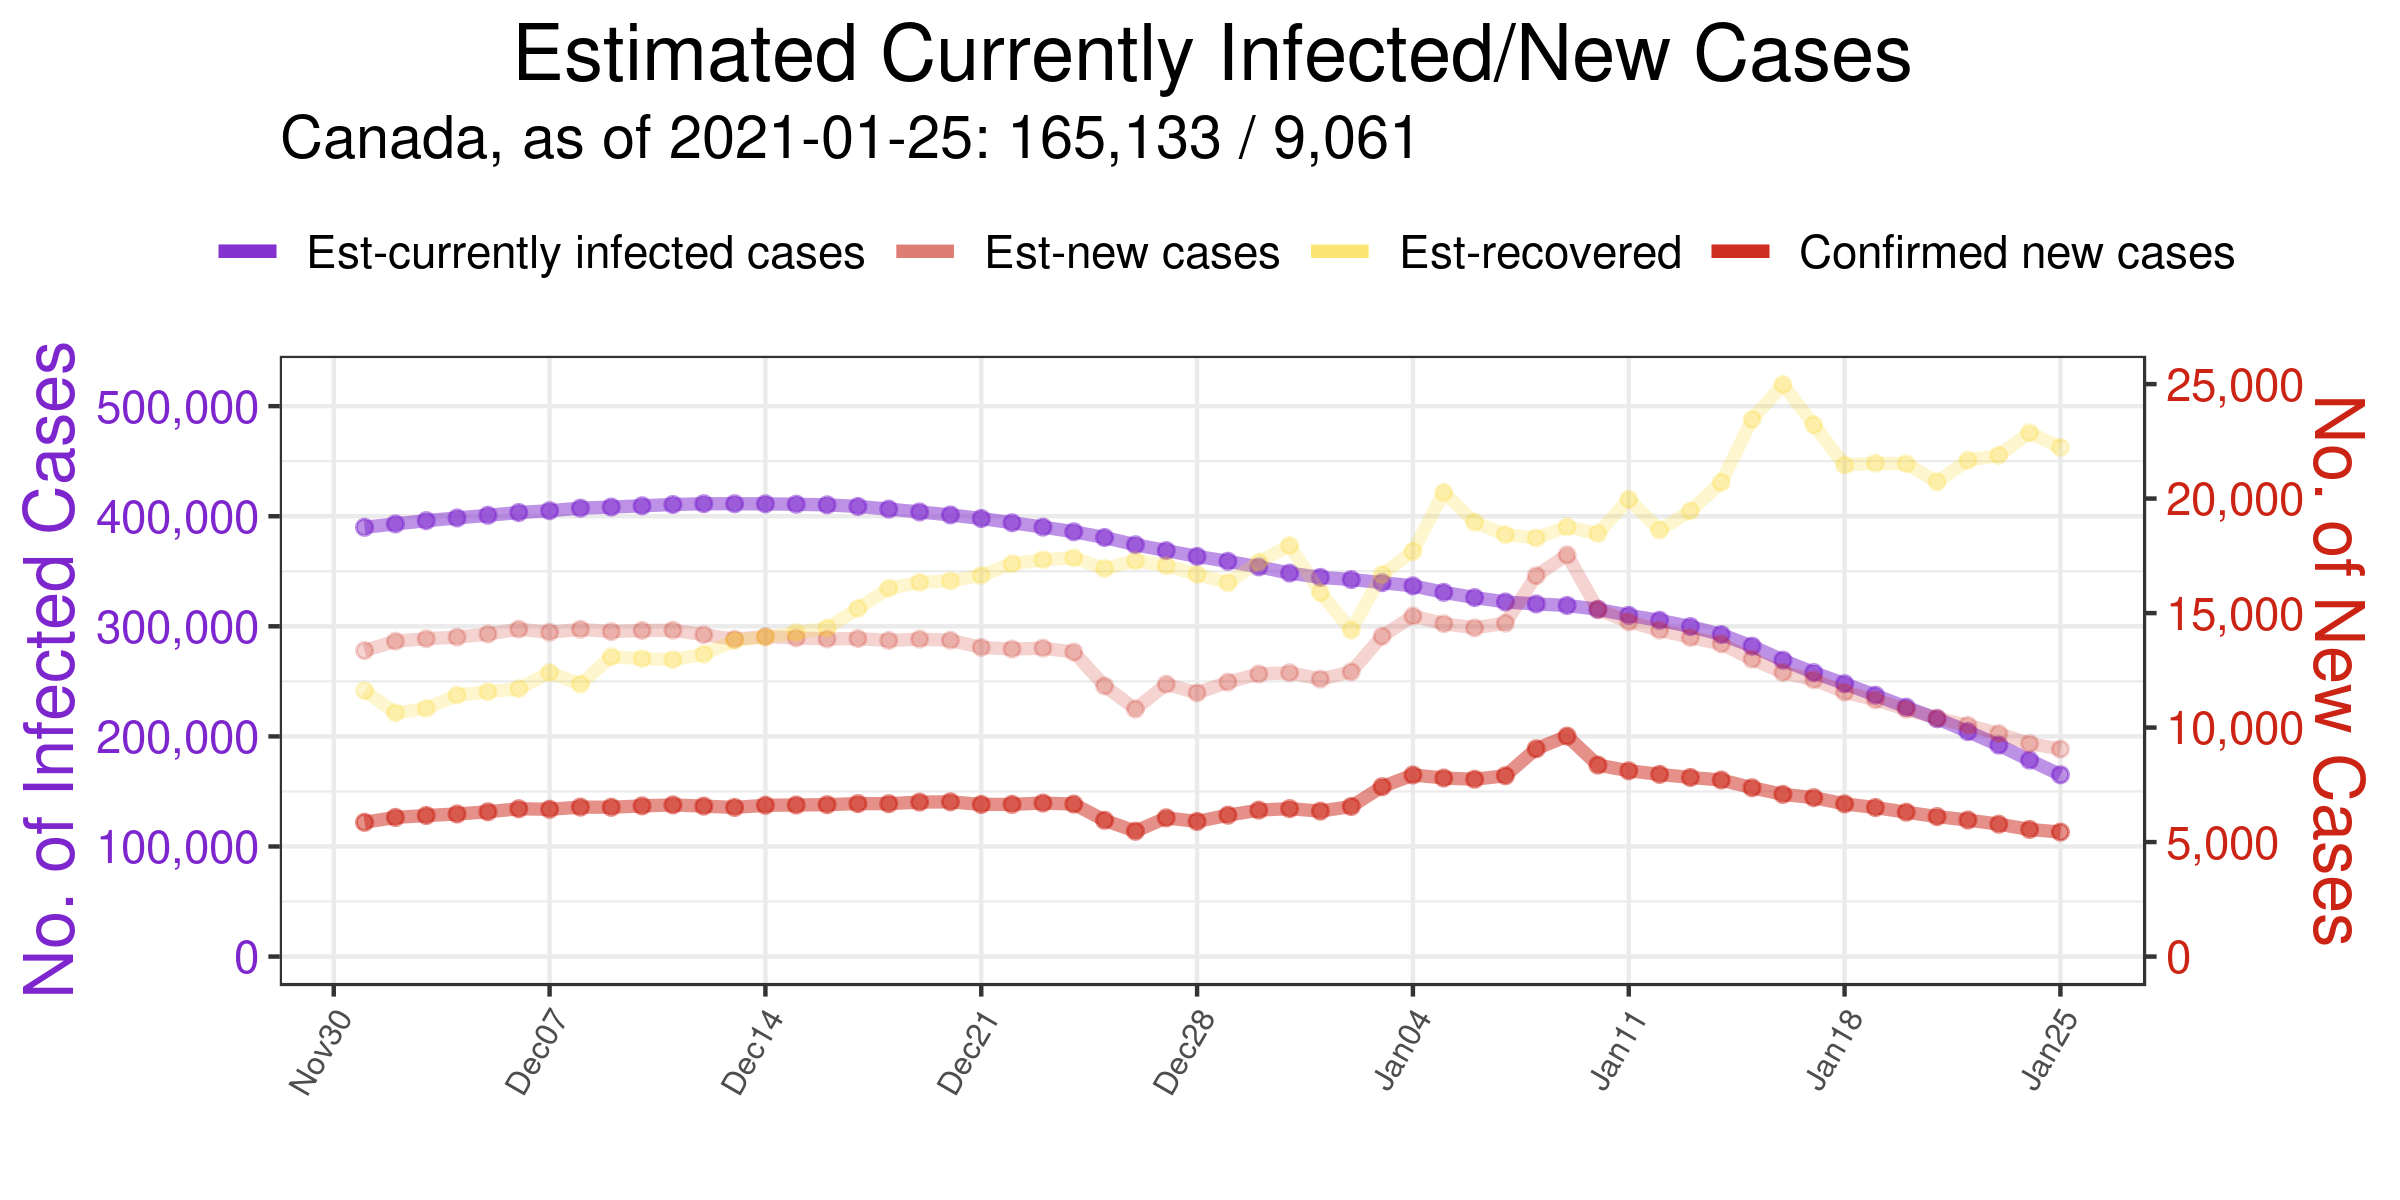 Estimated Currently Infected/New Cases
Canada, as of 2021-01-25: 165,133 / 9,061
Est-currently infected cases Est-new cases Est-recovered Confirmed new cases
No. of Infected Cases
500,000
400,000
300,000
200,000
100,000
0
25,000
20,000
15,000
10,000
5,000
0
No. of New Cases
Nov30 Dec07 Dec14 Dec21 Dec28 Jan04 Jan11 Jan18 Jan25